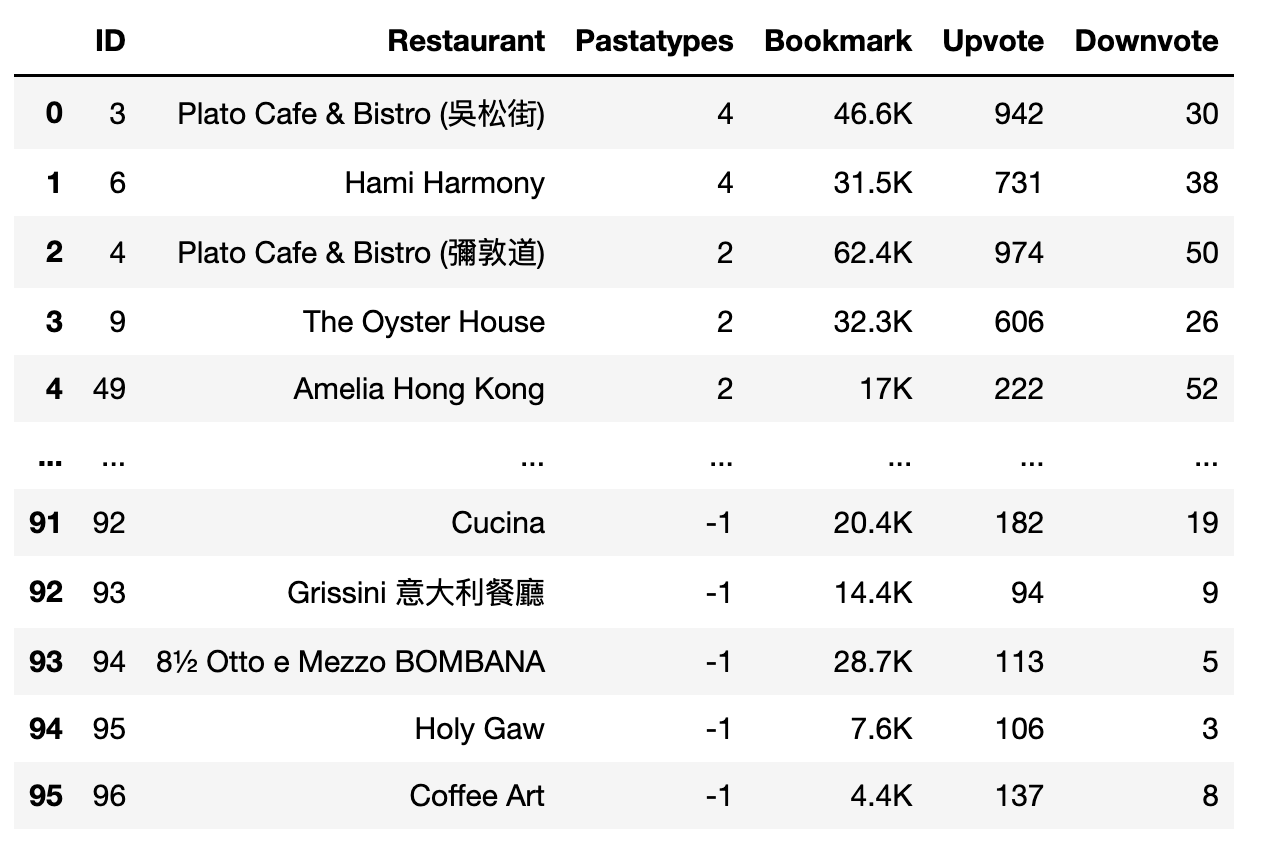 ID Restaurant Pastatypes Bookmark Upvote Downvote
0 3 Plato Cafe & Bistro (吳松街) 4 46.6K 942 30
1 6 Hami Harmony 4 31.5K 731 38
2 4 Plato Cafe & Bistro (彌敦道) 2 62.4K 974 50
3 9 The Oyster House 2 32.3K 606 26
4 49 Amelia Hong Kong 2 17K 222 52
... ... ... ... ... ... ...
91 92 Cucina -1 20.4K 182 19
92 93 Grissini 意大利餐廳 -1 14.4K 94 9
93 94 8½ Otto e Mezzo BOMBANA -1 28.7K 113 5
94 95 Holy Gaw -1 7.6K 106 3
95 96 Coffee Art -1 4.4K 137 8